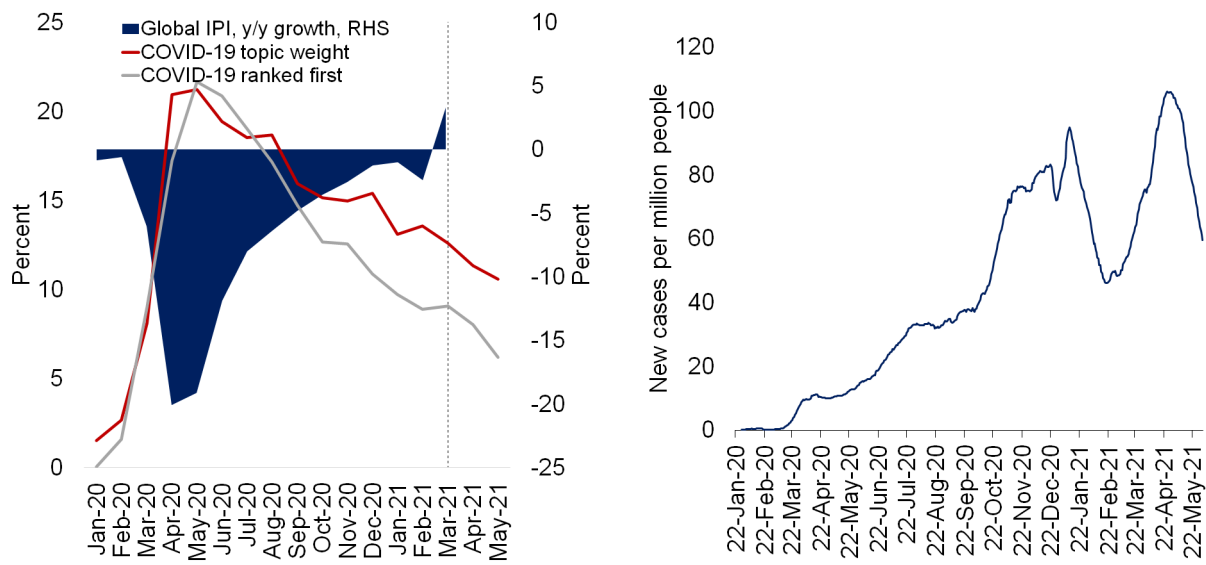 25
20
15
10
5
0
Percent
Global IPI, y/y growth, RHS
COVID-19 topic weight
COVID-19 ranked first
10
5
0
-5
-10
-15
-20
-25
Percent
Jan-20
Feb-20
Mar-20
Apr-20
May-20
Jun-20
Jul-20
Aug-20
Sep-20
Oct-20
Nov-20
Dec-20
Jan-21
Feb-21
Mar-21
Apr-21
May-21
New cases per million people
120
100
80
60
40
20
0
22-Jan-20
22-Feb-20
22-Mar-20
22-Apr-20
22-May-20
22-Jun-20
22-Jul-20
22-Aug-20
22-Sep-20
22-Oct-20
22-Nov-20
22-Dec-20
22-Jan-21
22-Feb-21
22-Mar-21
22-Apr-21
22-May-21